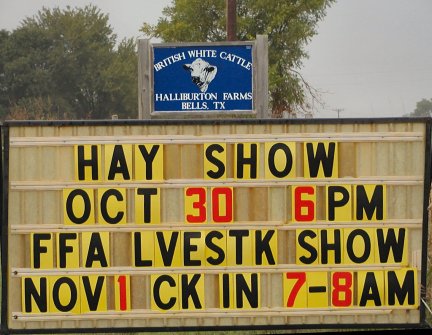 BRITISH WHITE CATTLE
HALLIBURTON FARMS
BELLS, TX
HAY SHOW
OCT 30 6 PM
FFA LVESTK SHOW
NOV 1 CK IN 7-8 AM